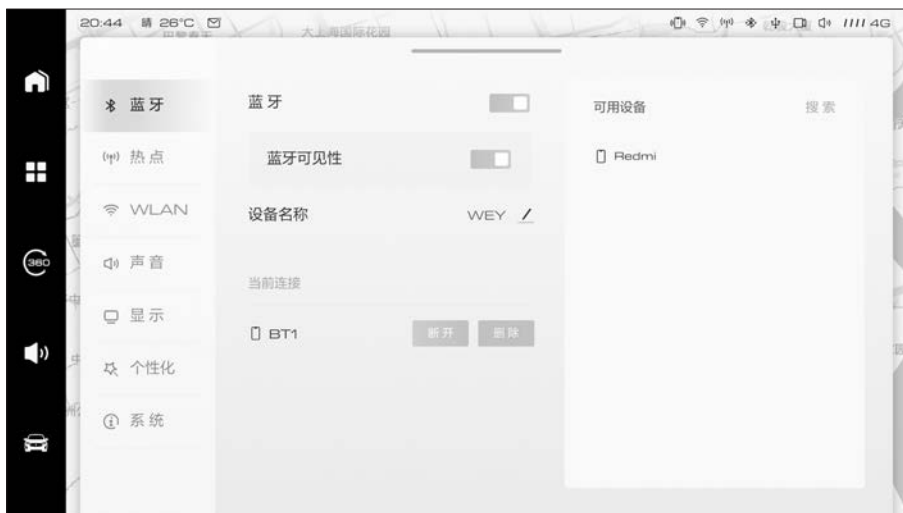 20:44 晴 26°C
大上海国际花园
4G
360
蓝牙
热点
WLAN
声音
显示
个性化
系统
蓝牙
蓝牙可见性
设备名称 WEY
当前连接
BT1 断开 删除
可用设备 搜索
Redmi